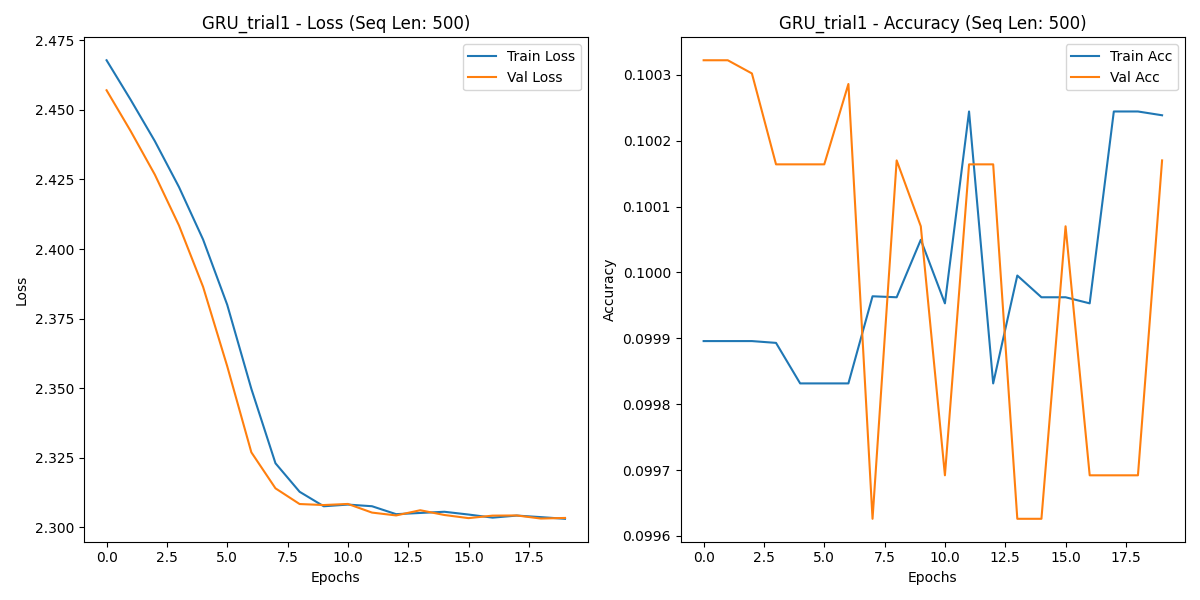 GRU_trial1 - Loss (Seq Len: 500)
2.475
2.450
2.425
2.400
2.375
2.350
2.325
2.300
Loss
Train Loss
Val Loss
0.0 2.5 5.0 7.5 10.0 12.5 15.0 17.5
Epochs
GRU_trial1 - Accuracy (Seq Len: 500)
0.1003
0.1002
0.1001
0.1000
0.0999
0.0998
0.0997
0.0996
Accuracy
Train Acc
Val Acc
0.0 2.5 5.0 7.5 10.0 12.5 15.0 17.5
Epochs